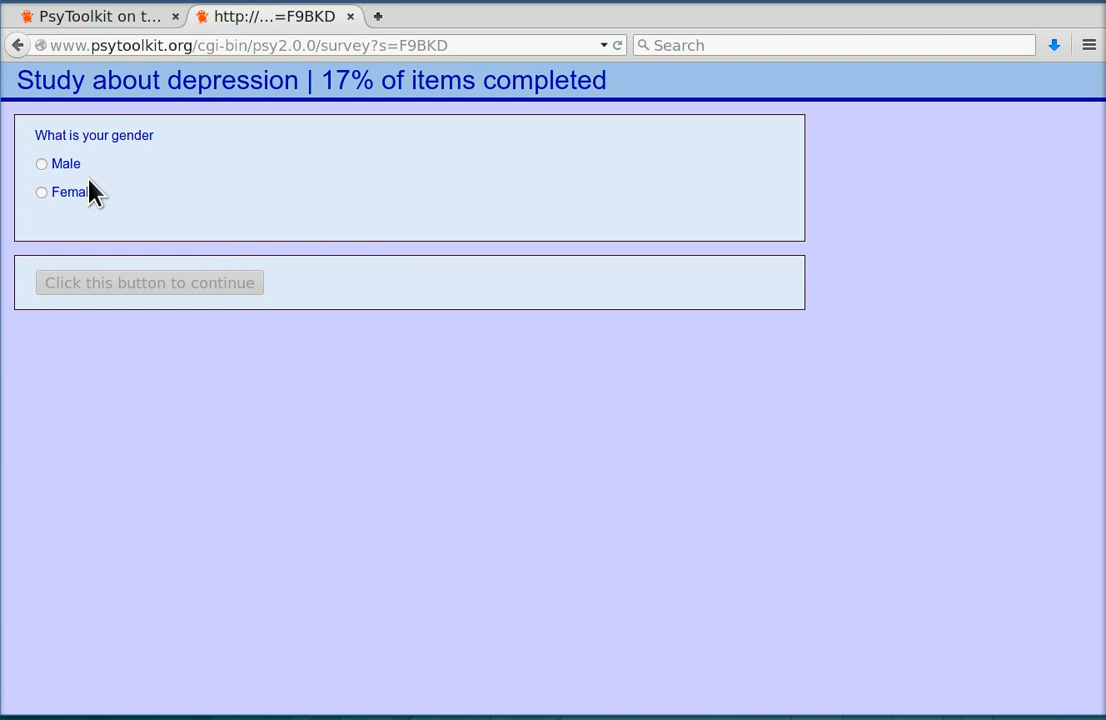 PsyToolkit on t...
http://...=F9BKD
www.psytoolkit.org/cgi-bin/psy2.0.0/survey?s=F9BKD
Search
Study about depression | 17% of items completed
What is your gender
Male
Click this button to continue